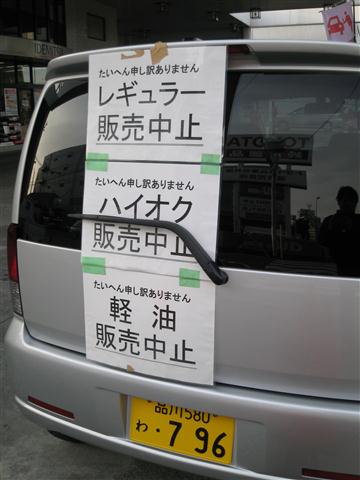 IDEMITSU
たいへん申し訳ありません
レギュラー
販売中止
たいへん申し訳ありません
ハイオク
販売中止
たいへん申し訳ありません
軽油
販売中止
TOYOTA
品川580
わ・796